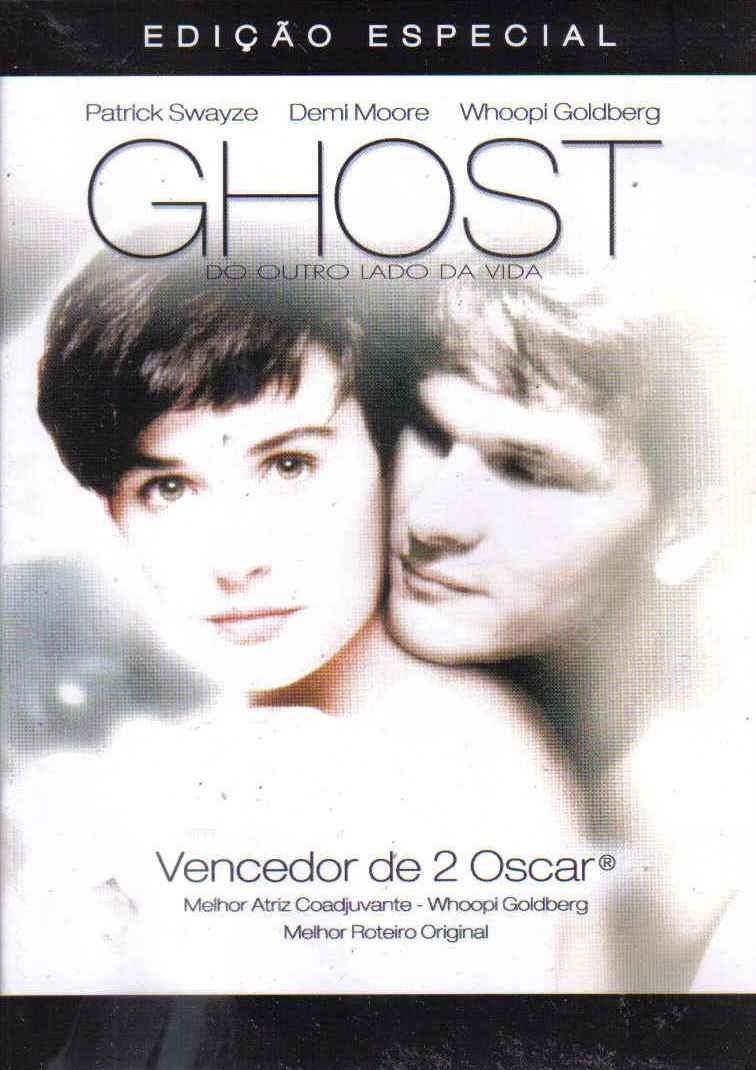 EDIÇÃO ESPECIAL
Patrick Swayze Demi Moore Whoopi Goldberg
GHOST
DO OUTRO LADO DA VIDA
Vencedor de 2 Oscar®
Melhor Atriz Coadjuvante - Whoopi Goldberg
Melhor Roteiro Original